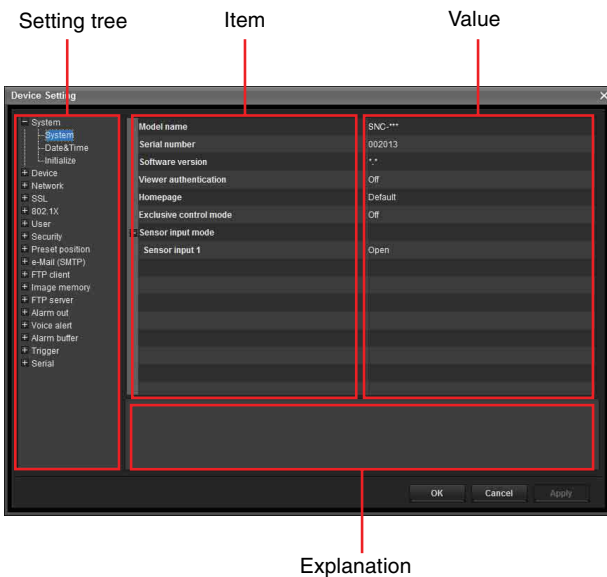 Setting tree
Item
Value
Device Setting
System
System
Date&Time
Initialize
Device
Network
SSL
802.1X
User
Security
Preset position
e-Mail (SMTP)
FTP client
Image memory
FTP server
Alarm out
Voice alert
Alarm buffer
Trigger
Serial
Model name SNC-***
Serial number 002013
Software version *.*
Viewer authentication Off
Homepage Default
Exclusive control mode Off
Sensor input mode
Sensor input 1 Open
OK Cancel Apply
Explanation